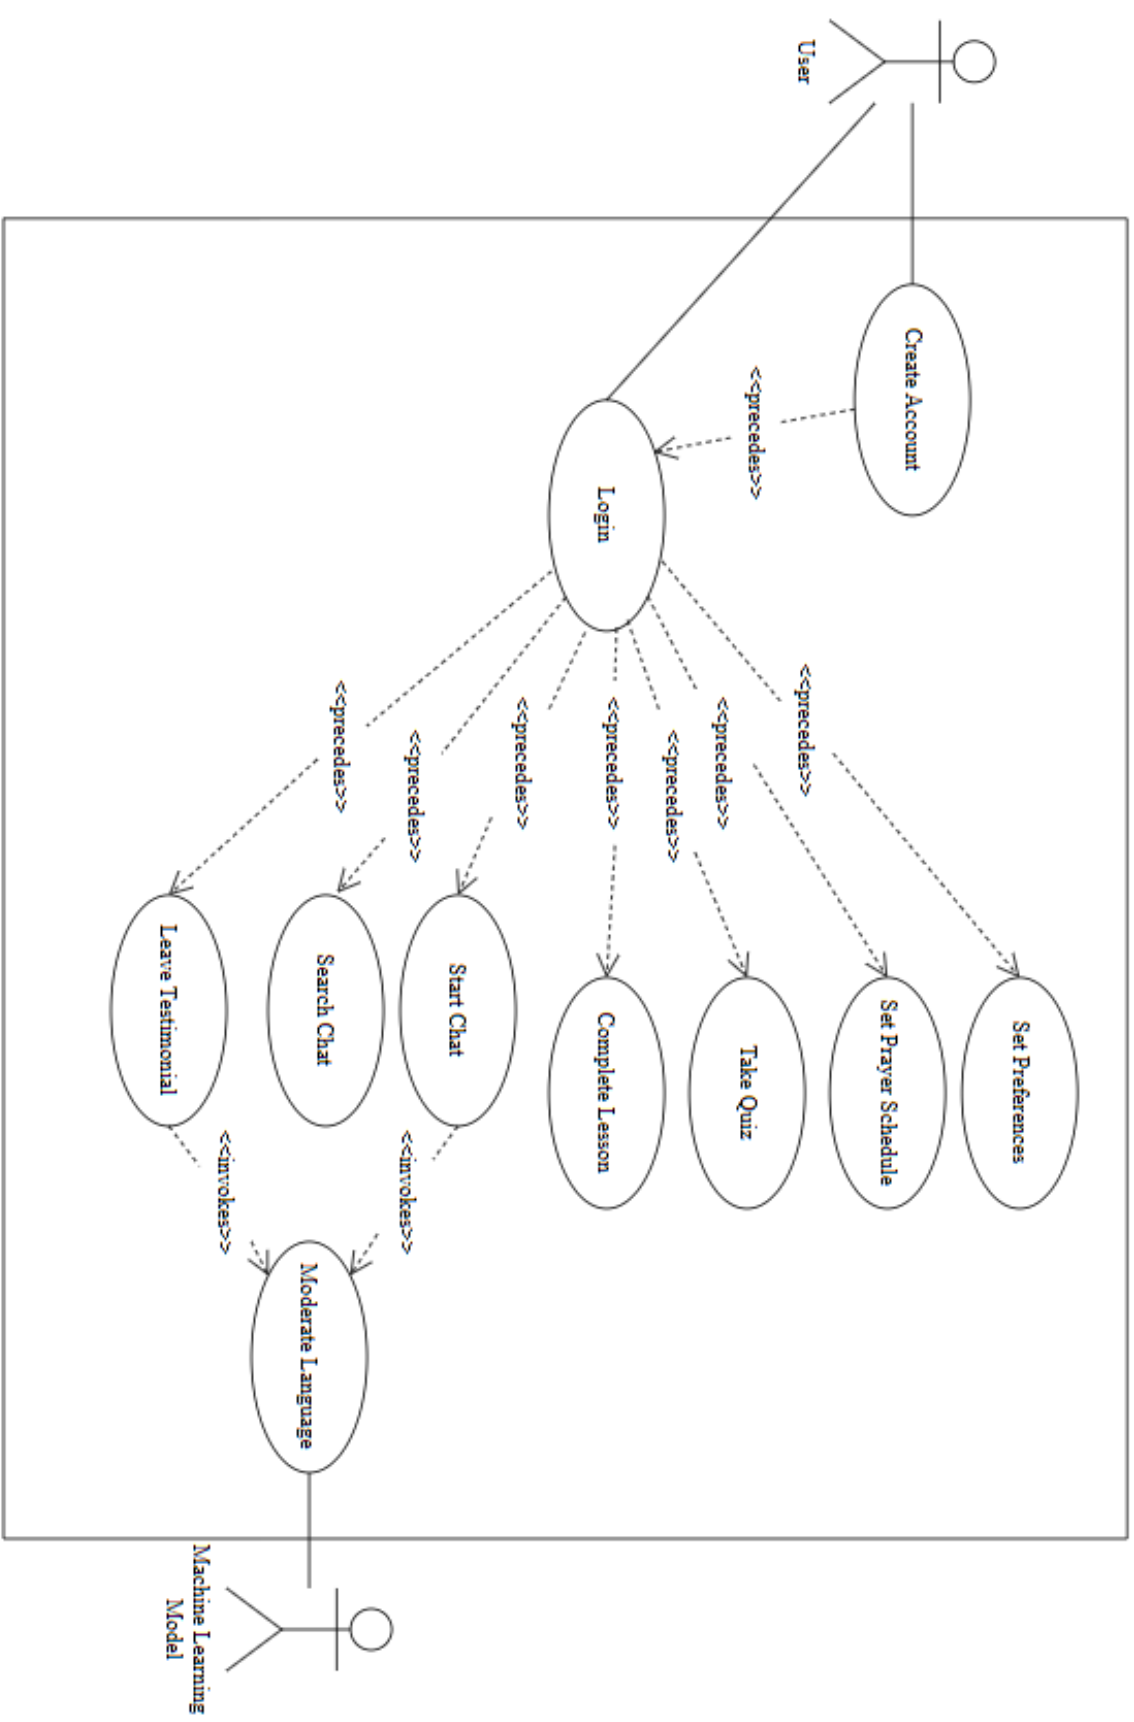 User
Create Account
<<precedes>>
Login
<<precedes>>
<<precedes>>
<<precedes>>
<<precedes>>
<<precedes>>
<<precedes>>
<<precedes>>
Set Preferences
Set Prayer Schedule
Take Quiz
Complete Lesson
Start Chat
Search Chat
Leave Testimonial
<<invokes>>
<<invokes>>
Moderate Language
Machine Learning
Model